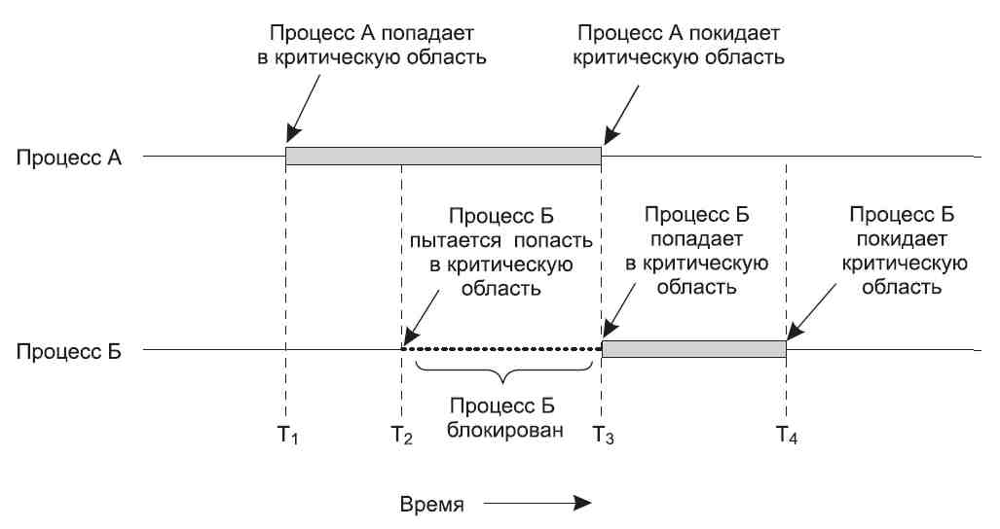 Процесс А попадает
в критическую область
Процесс А покидает
критическую область
Процесс А
Процесс Б
пытается попасть
в критическую
область
Процесс Б
попадает
в критическую
область
Процесс Б
покидает
критическую
область
Процесс Б
Процесс Б
блокирован
T1
T2
T3
T4
Время